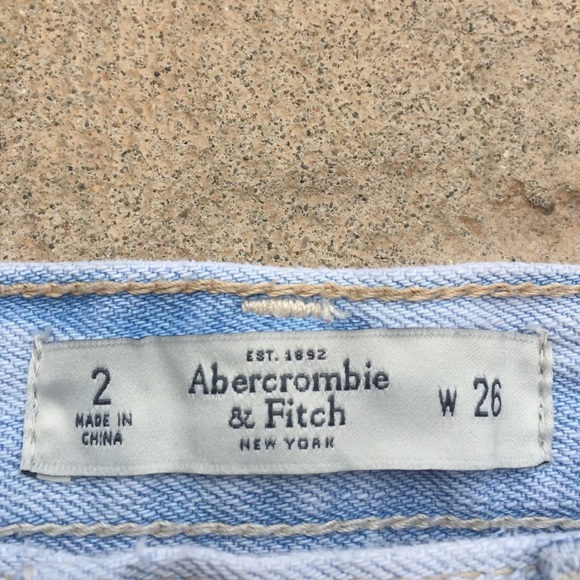 2
MADE IN
CHINA
EST. 1892
Abercrombie
& Fitch
NEW YORK
W 26